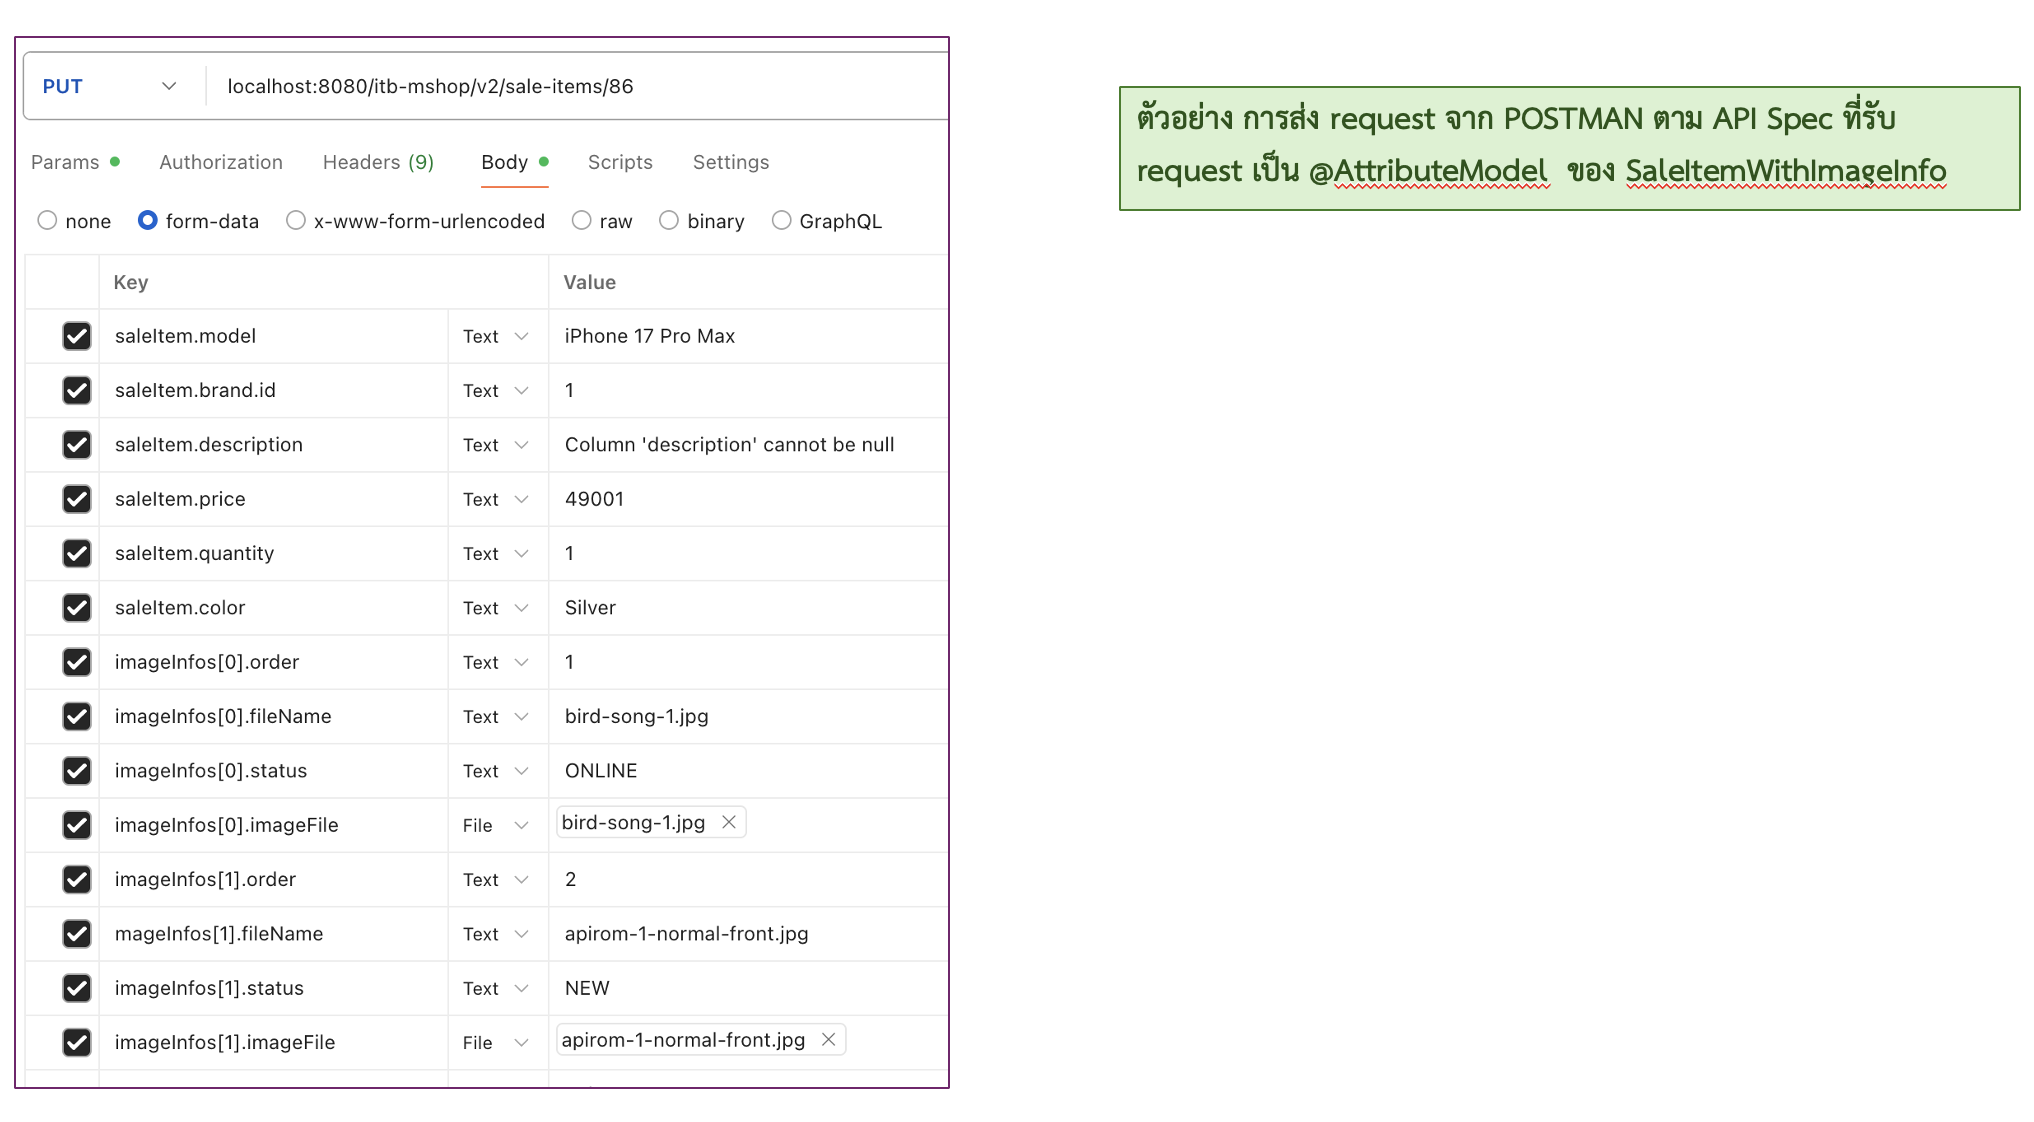 PUT
localhost:8080/itb-mshop/v2/sale-items/86
Params Authorization Headers (9) Body Scripts Settings
none form-data x-www-form-urlencoded raw binary GraphQL
Key Value
saleItem.model Text iPhone 17 Pro Max
saleItem.brand.id Text 1
saleItem.description Text Column 'description' cannot be null
saleItem.price Text 49001
saleItem.quantity Text 1
saleItem.color Text Silver
imageInfos[0].order Text 1
imageInfos[0].fileName Text bird-song-1.jpg
imageInfos[0].status Text ONLINE
imageInfos[0].imageFile File bird-song-1.jpg
imageInfos[1].order Text 2
mageInfos[1].fileName Text apirom-1-normal-front.jpg
imageInfos[1].status Text NEW
imageInfos[1].imageFile File apirom-1-normal-front.jpg
ตัวอย่าง การส่ง request จาก POSTMAN ตาม API Spec ที่รับ
request เป็น @AttributeModel ของ SaleItemWithImageInfo